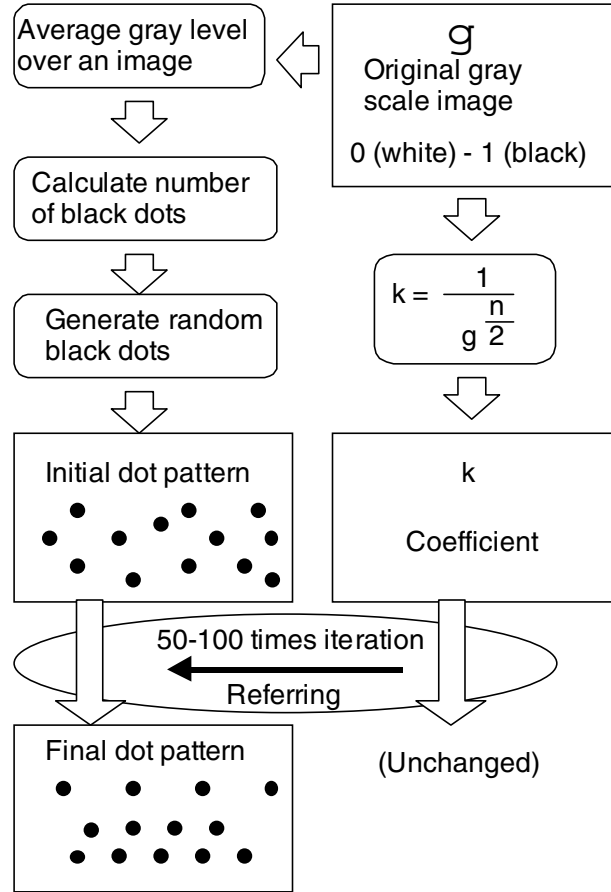 Average gray level
over an image
g
Original gray
scale image
0 (white) - 1 (black)
Calculate number
of black dots
k = 1
g n
2
Generate random
black dots
Initial dot pattern
k
Coefficient
50-100 times iteration
Referring
Final dot pattern
(Unchanged)